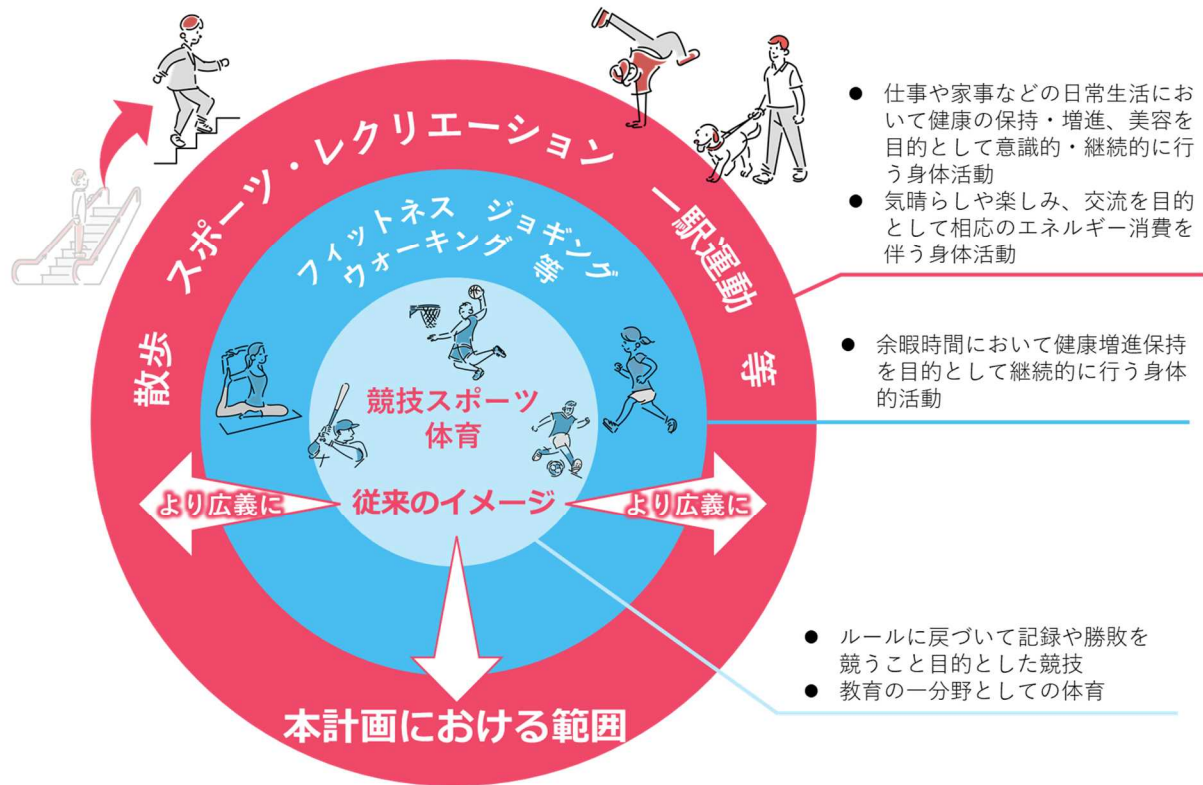 散歩 スポーツ・レクリエーション 一駅運動 等
フィットネス ジョギング
ウォーキング 等
競技スポーツ
体育
従来のイメージ
より広義に
より広義に
本計画における範囲
● 仕事や家事などの日常生活にお
いて健康の保持・増進、美容を
目的として意識的・継続的に行
う身体活動
● 気晴らしや楽しみ、交流を目的
として相応のエネルギー消費を
伴う身体活動
● 余暇時間において健康増進保持
を目的として継続的に行う身体
的活動
● ルールに戻づいて記録や勝敗を
競うこと目的とした競技
● 教育の一分野としての体育